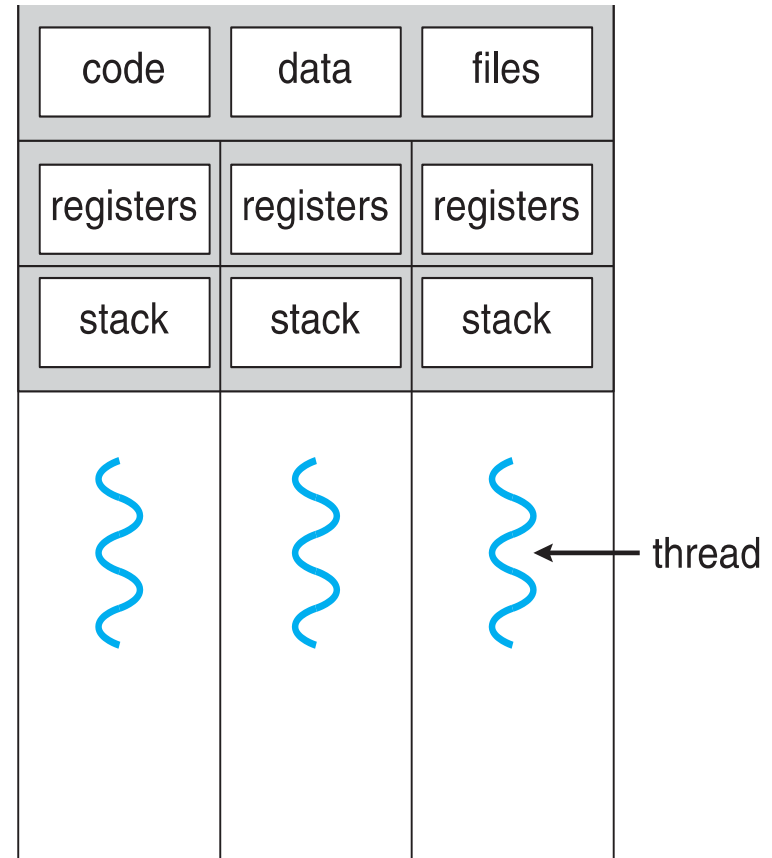 code data files
registers registers registers
stack stack stack
thread